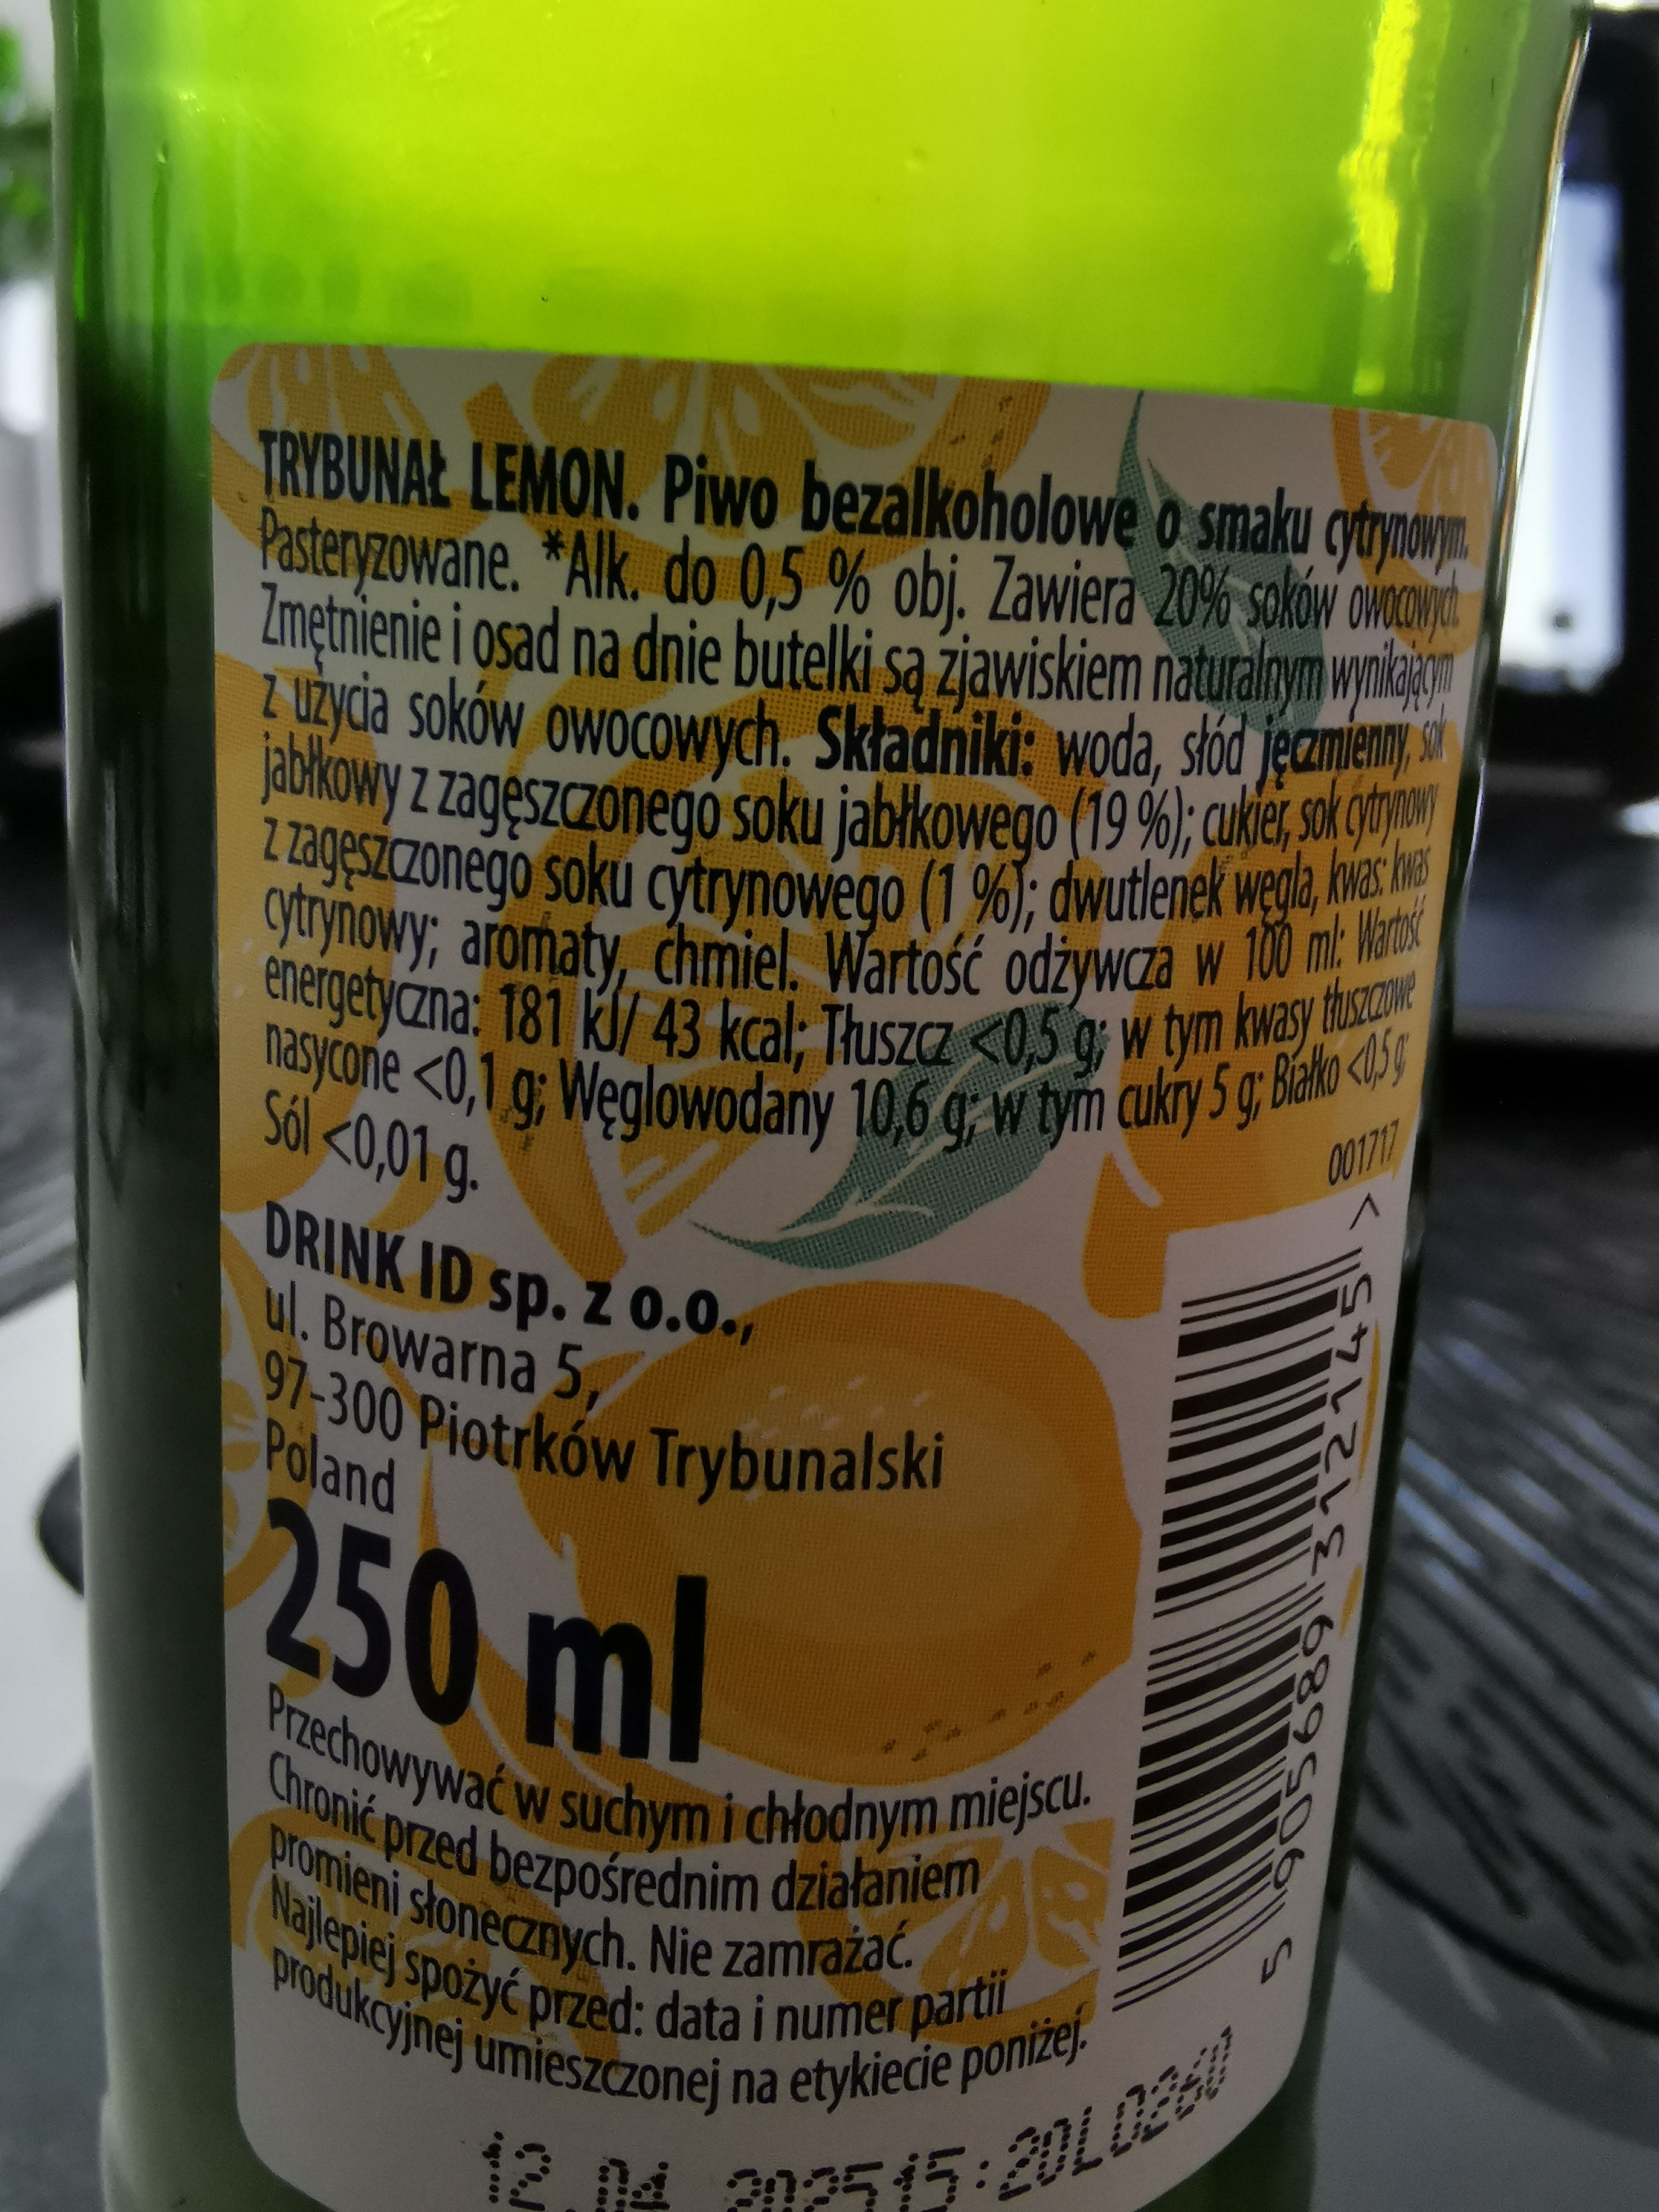 TRYBUNAŁ LEMON. Piwo bezalkoholowe o smaku cytrynowym.
Pasteryzowane. *Alk. do 0,5 % obj. Zawiera 20% soków owocowych.
Zmętnienie i osad na dnie butelki są zjawiskiem naturalnym wynikającym
z użycia soków owocowych. Składniki: woda, słód jęczmienny, sok
jabłkowy z zagęszczonego soku jabłkowego (19 %); cukier, sok cytrynowy
z zagęszczonego soku cytrynowego (1 %); dwutlenek węgla, kwas: kwas
cytrynowy; aromaty, chmiel. Wartość odżywcza w 100 ml: Wartość
energetyczna: 181 kJ/ 43 kcal; Tłuszcz <0,5 g; w tym kwasy tłuszczowe
nasycone <0,1 g; Węglowodany 10,6 g; w tym cukry 5 g; Białko <0,5 g;
Sól <0,01 g.
001717
DRINK ID sp. z o.o.,
ul. Browarna 5,
97-300 Piotrków Trybunalski
Poland
250 ml
Przechowywać w suchym i chłodnym miejscu.
Chronić przed bezpośrednim działaniem
promieni słonecznych. Nie zamrażać.
Najlepiej spożyć przed: data i numer partii
produkcyjnej umieszczonej na etykiecie poniżej.
5 905689 312145 >
12.04.2025 15:20